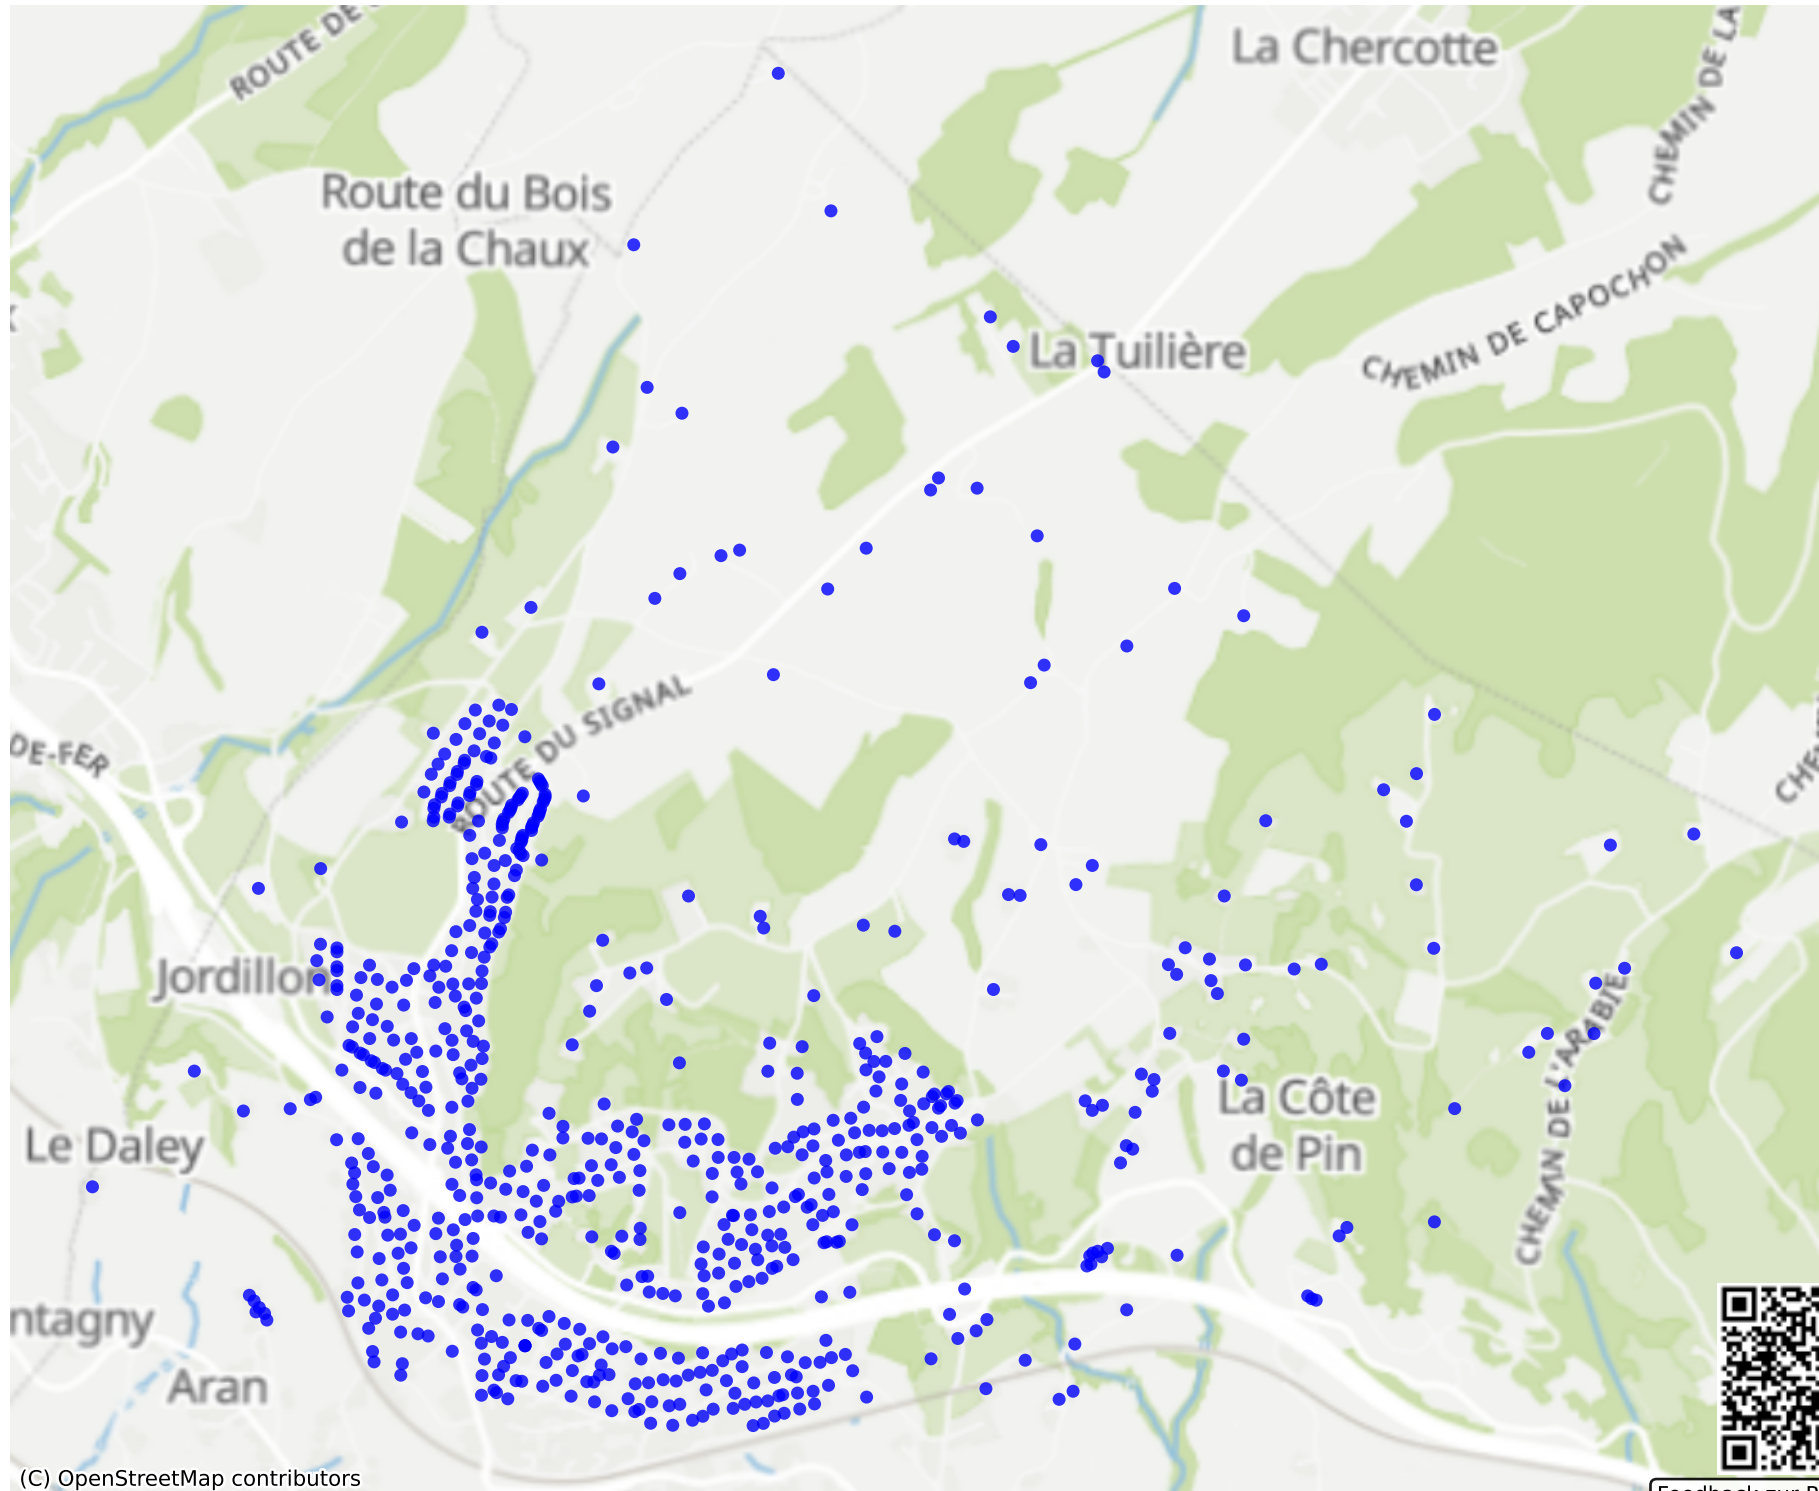 ROUTE DE
La Chercotte
CHEMIN DE LA
Route du Bois
de la Chaux
CHEMIN DE CAPOCHON
La Tuilière
ROUTE DU SIGNAL
DE-FER
Jordillon
CHEMIN DE L'ARABIE
Le Daley
La Côte
de Pin
ntagny
Aran
(C) OpenStreetMap contributors